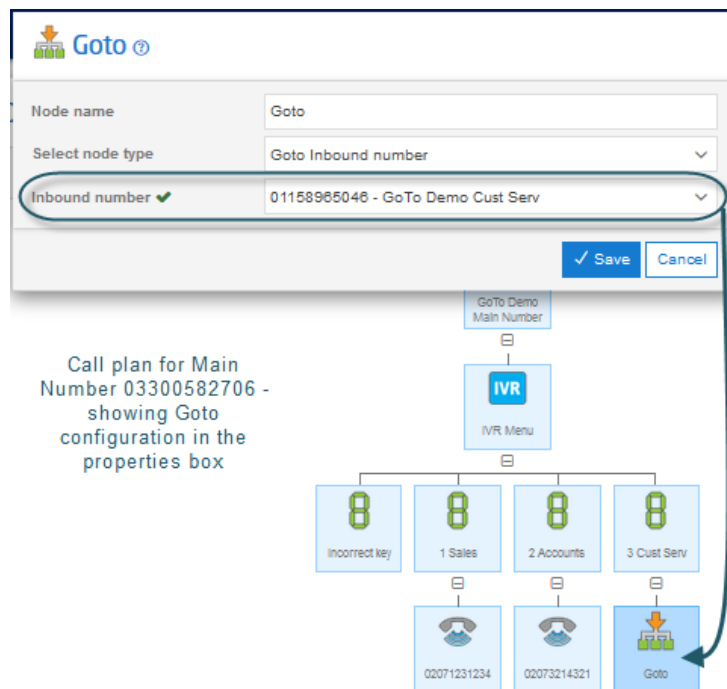 Goto
Node name Goto
Select node type Goto Inbound number
Inbound number 01158965046 - GoTo Demo Cust Serv
Save Cancel
GoTo Demo
Main Number
Call plan for Main
Number 03300582706 -
showing Goto
configuration in the
properties box
IVR
IVR Menu
Incorrect key 1 Sales 2 Accounts 3 Cust Serv
02071231234 02073214321 Goto